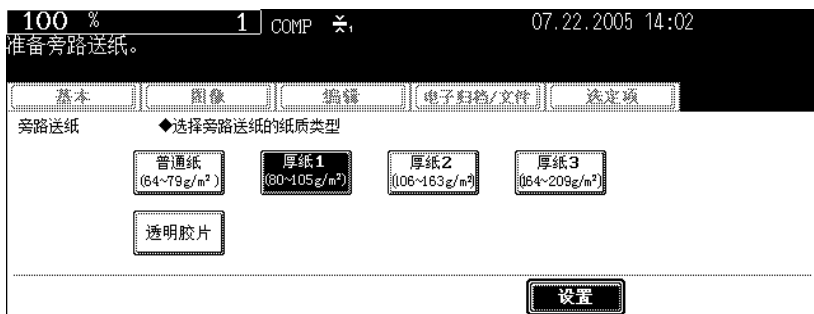 100 % 1 COMP 1 07.22.2005 14:02
准备旁路送纸。
基本 图像 编辑 电子归档/文件 选定项
旁路送纸 ◆选择旁路送纸的纸质类型
普通纸 厚纸1 厚纸2 厚纸3
(64~79g/m²) (80~105g/m²) (106~163g/m²) (164~209g/m²)
透明胶片
设置